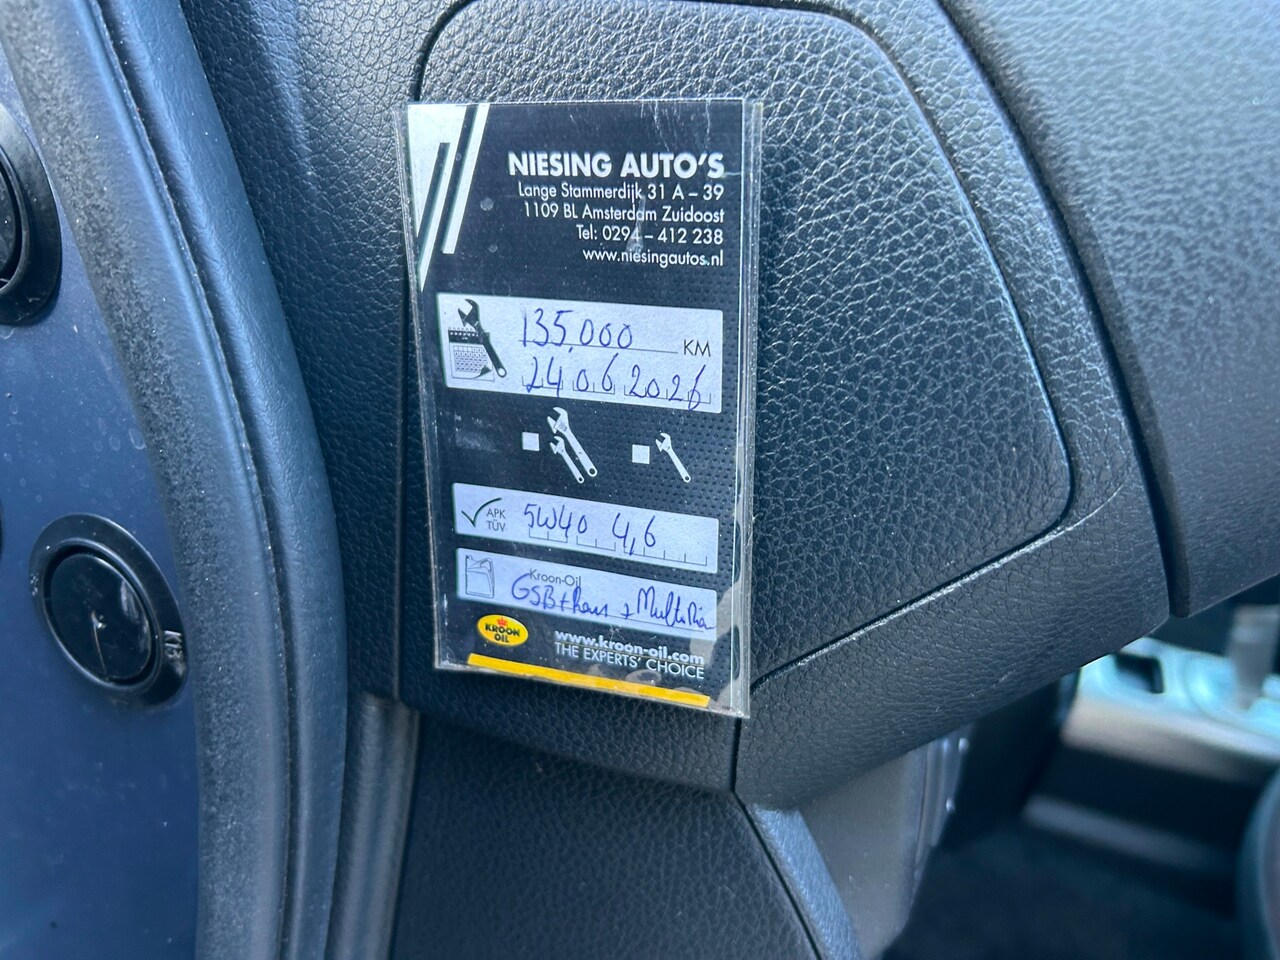 NIESING AUTO'S
Lange Stammerdijk 31 A – 39
1109 BL Amsterdam Zuidoost
Tel: 0294 – 412 238
www.niesingautos.nl
135.000 KM
24 06 2026
APK
TÜV
5W40 4,6
Kroon-Oil
KROON
OIL
www.kroon-oil.com
THE EXPERTS' CHOICE